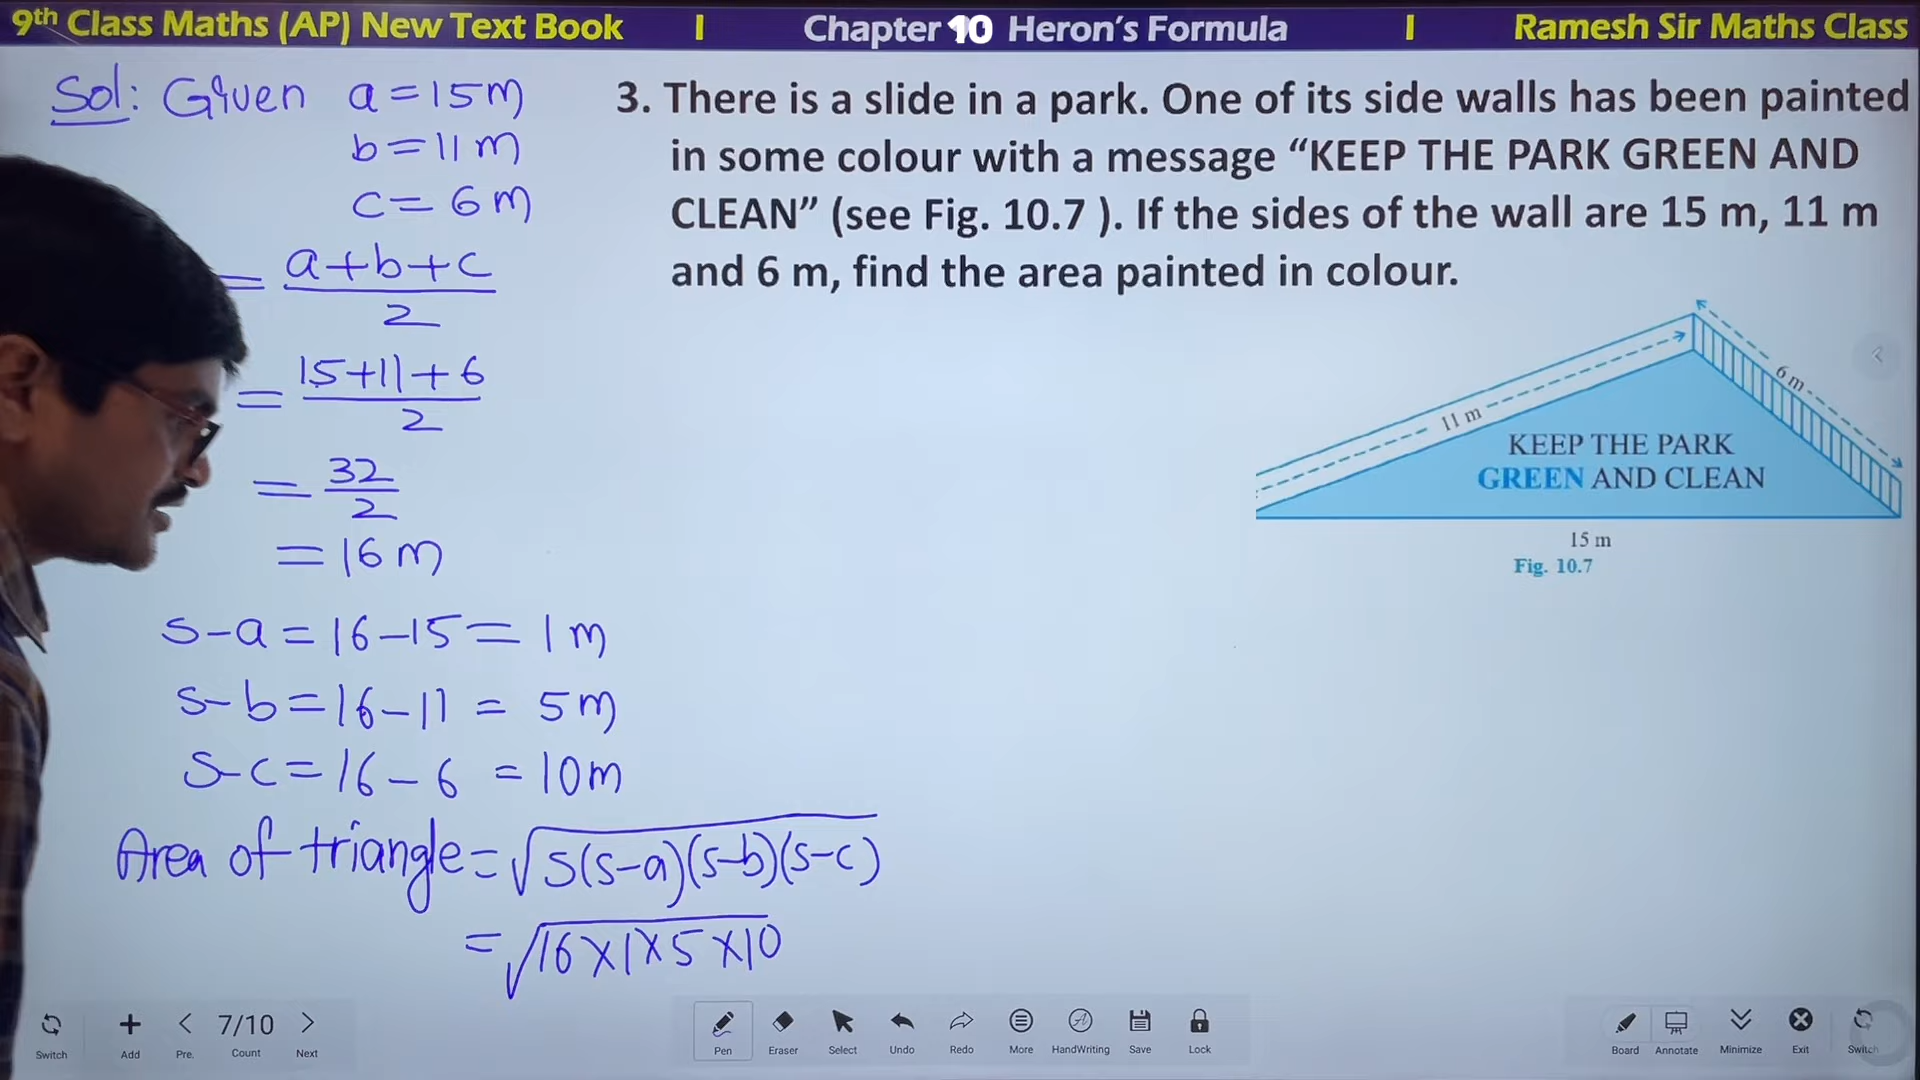 9th Class Maths (AP) New Text Book I Chapter 10 Heron's Formula I Ramesh Sir Maths Class
Sol: Given a = 15m
b = 11 m
c = 6 m
= a+b+c / 2
= 15+11+6 / 2
= 32 / 2
= 16 m
s-a = 16-15 = 1 m
s-b = 16-11 = 5m
s-c = 16-6 = 10m
Area of triangle = √s(s-a)(s-b)(s-c)
= √16×1×5×10
3. There is a slide in a park. One of its side walls has been painted
in some colour with a message “KEEP THE PARK GREEN AND
CLEAN” (see Fig. 10.7 ). If the sides of the wall are 15 m, 11 m
and 6 m, find the area painted in colour.
6 m
11 m
KEEP THE PARK
GREEN AND CLEAN
15 m
Fig. 10.7
7/10
Switch Add Pre. Count Next Pen Eraser Select Undo Redo More HandWriting Save Lock Board Annotate Minimize Exit Switch